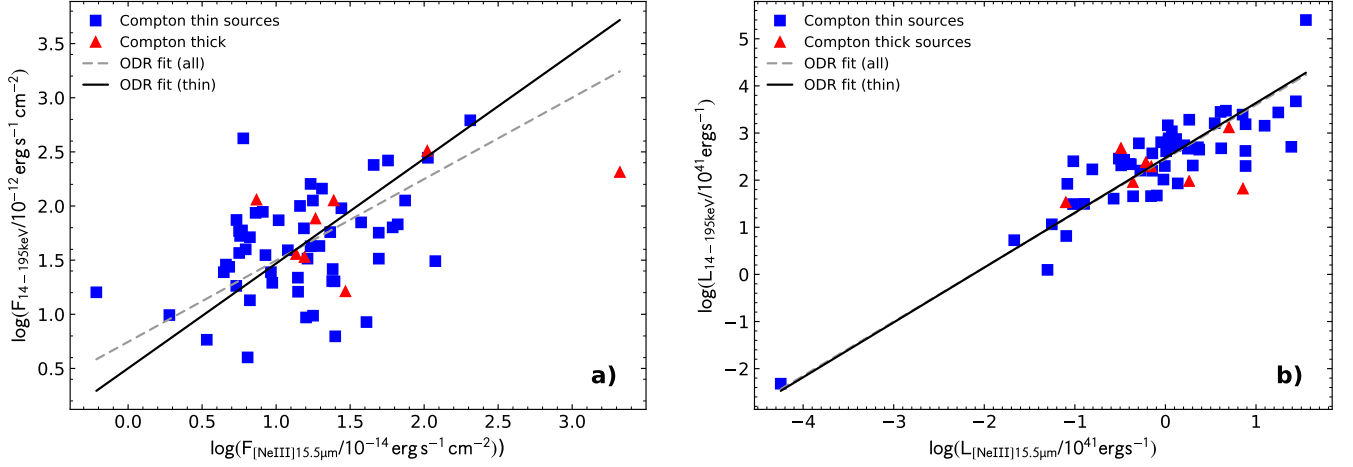 Compton thin sources
Compton thick
ODR fit (all)
ODR fit (thin)
3.5
3.0
2.5
2.0
1.5
1.0
0.5
log(F₁₄₋₁₉₅ₖₑᵥ/10⁻¹² erg s⁻¹ cm⁻²)
a)
0.0 0.5 1.0 1.5 2.0 2.5 3.0
log(F[NeIII]15.5μm/10⁻¹⁴ erg s⁻¹ cm⁻²))
Compton thin sources
Compton thick sources
ODR fit (all)
ODR fit (thin)
5
4
3
2
1
0
−1
−2
log(L₁₄₋₁₉₅ₖₑᵥ/10⁴¹ ergs⁻¹)
b)
−4 −3 −2 −1 0 1
log(L[NeIII]15.5μm/10⁴¹ergs⁻¹)